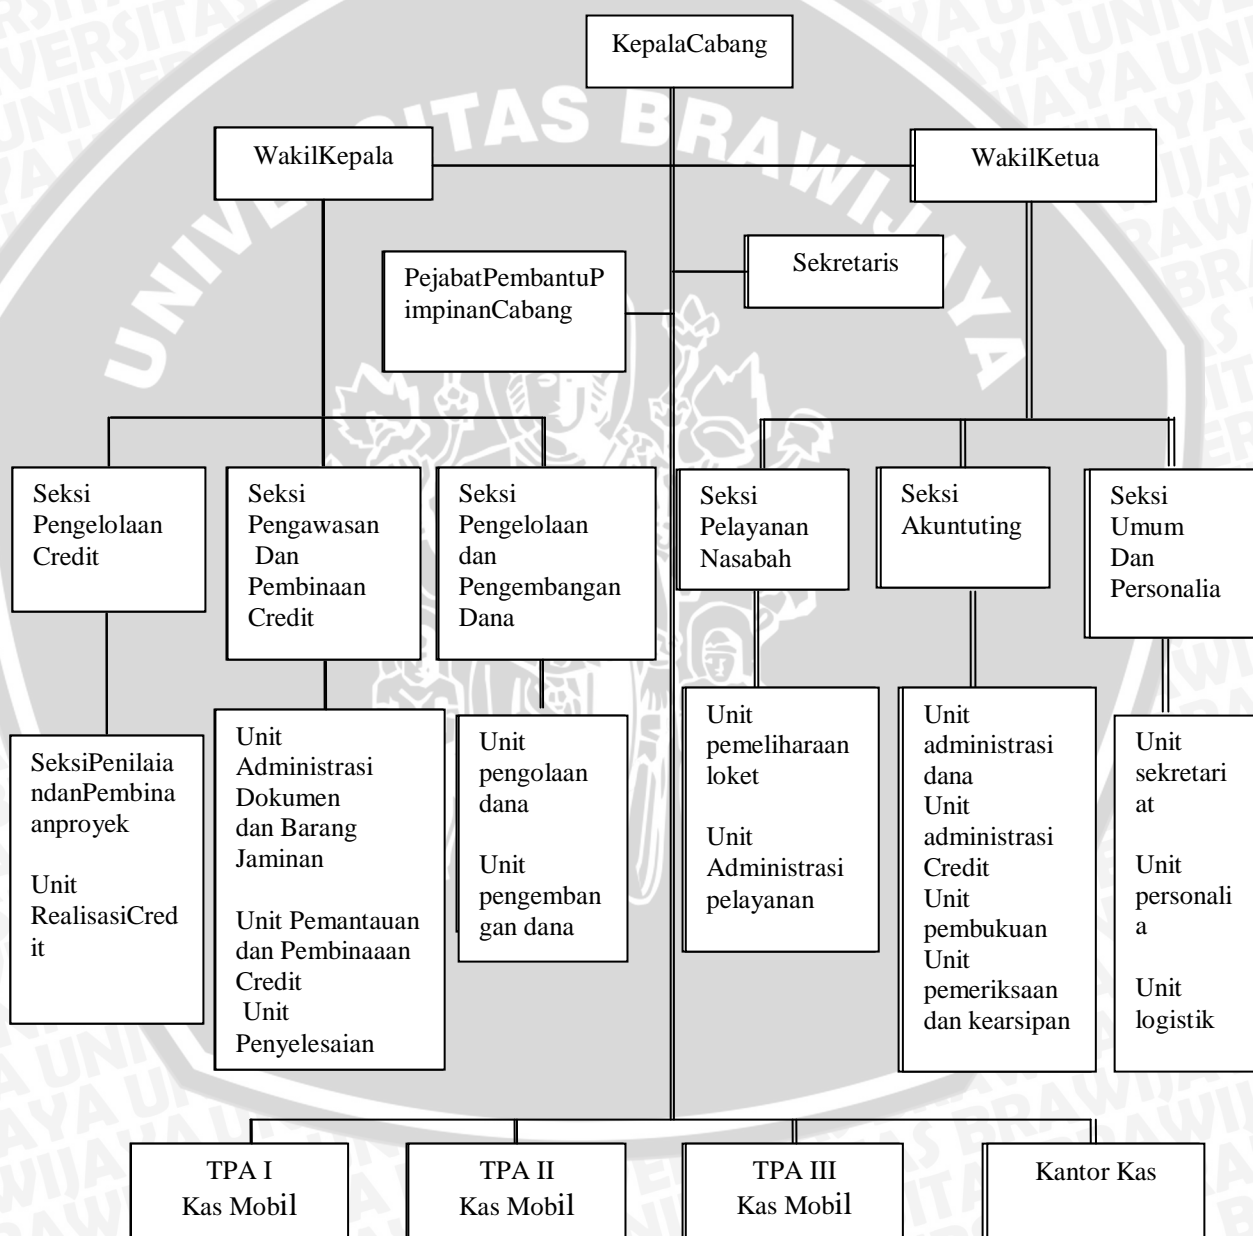 KepalaCabang
UNIVERSITAS BRAWIJAYA
WakilKepala
WakilKetua
Sekretaris
PejabatPembantuP
impinanCabang
Seksi
Pengelolaan
Credit
Seksi
Pengawasan
Dan
Pembinaan
Credit
Seksi
Pengelolaan
dan
Pengembangan
Dana
Seksi
Pelayanan
Nasabah
Seksi
Akuntuting
Seksi
Umum
Dan
Personalia
SeksiPenilaia
ndanPembina
anproyek
Unit
RealisasiCred
it
Unit
Administrasi
Dokumen
dan Barang
Jaminan
Unit Pemantauan
dan Pembinaaan
Credit
Unit
Penyelesaian
Unit
pengolaan
dana
Unit
pengemban
gan dana
Unit
pemeliharaan
loket
Unit
Administrasi
pelayanan
Unit
administrasi
dana
Unit
administrasi
Credit
Unit
pembukuan
Unit
pemeriksaan
dan kearsipan
Unit
sekretari
at
Unit
personali
a
Unit
logistik
TPA I
Kas Mobil
TPA II
Kas Mobil
TPA III
Kas Mobil
Kantor Kas